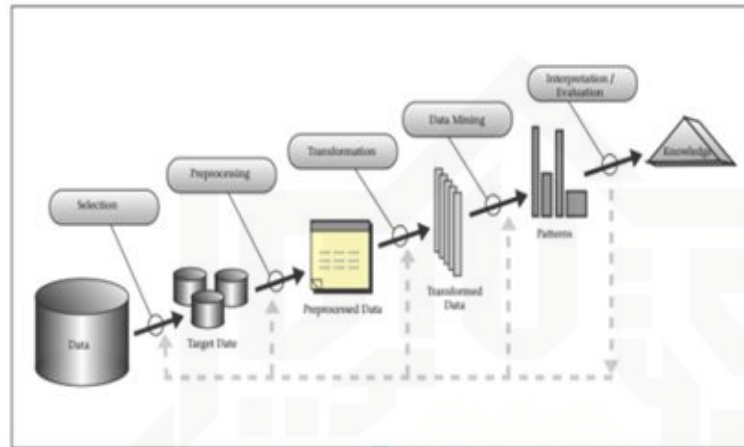 Interpretation /
Evaluation
Data Mining
Transformation
Preprocessing
Selection
Knowledge
Patterns
Transformed
Data
Preprocessed Data
Target Date
Data